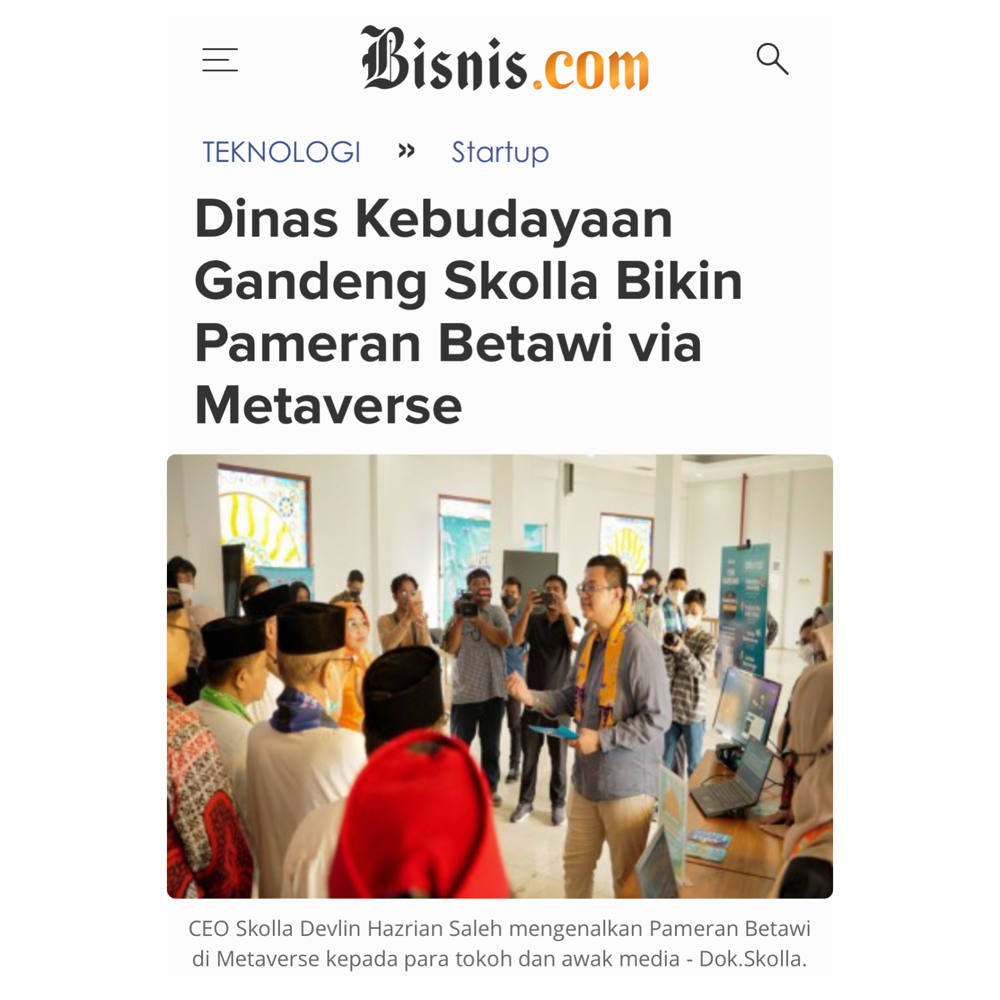 Bisnis.com
TEKNOLOGI » Startup
Dinas Kebudayaan
Gandeng Skolla Bikin
Pameran Betawi via
Metaverse
CEO Skolla Devlin Hazrian Saleh mengenalkan Pameran Betawi
di Metaverse kepada para tokoh dan awak media - Dok.Skolla.